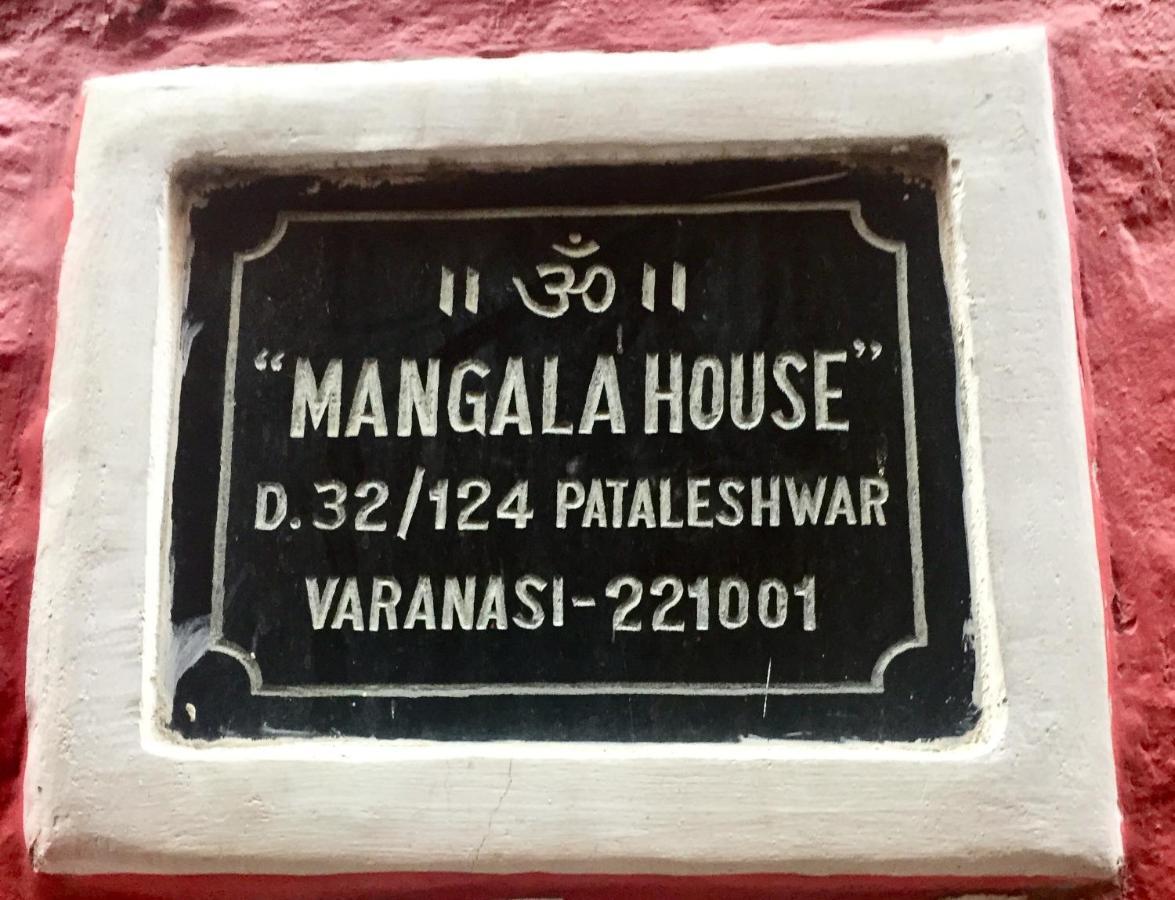 ॥ ॐ ॥
“MANGALA HOUSE”
D. 32/124 PATALESHWAR
VARANASI-221001